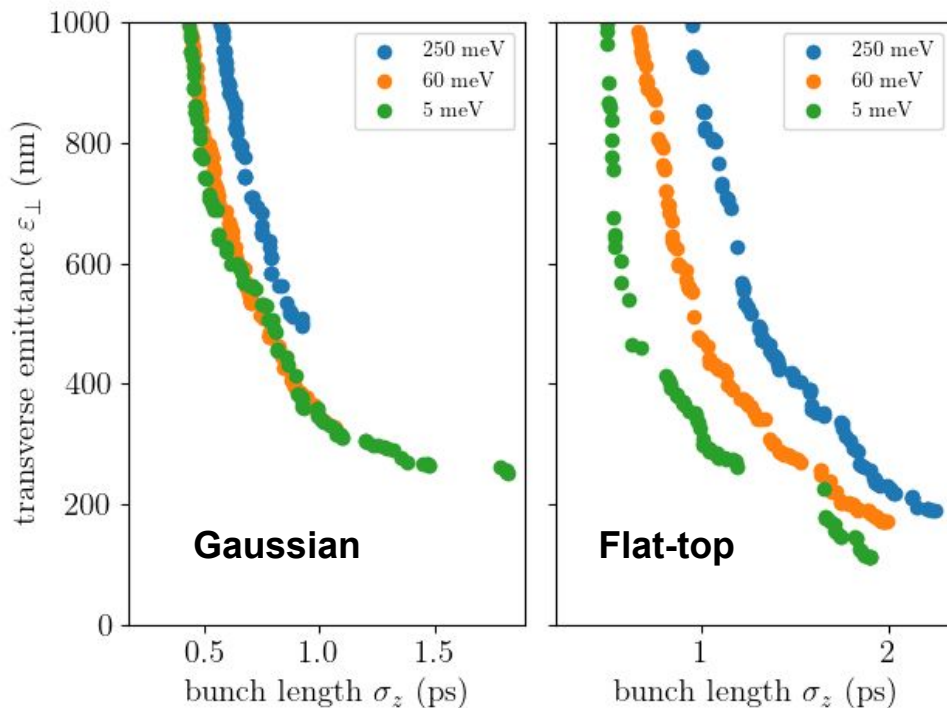 transverse emittance ε⊥ (nm)
1000
800
600
400
200
0
250 meV
60 meV
5 meV
Gaussian
0.5 1.0 1.5
bunch length σz (ps)
250 meV
60 meV
5 meV
Flat-top
1 2
bunch length σz (ps)